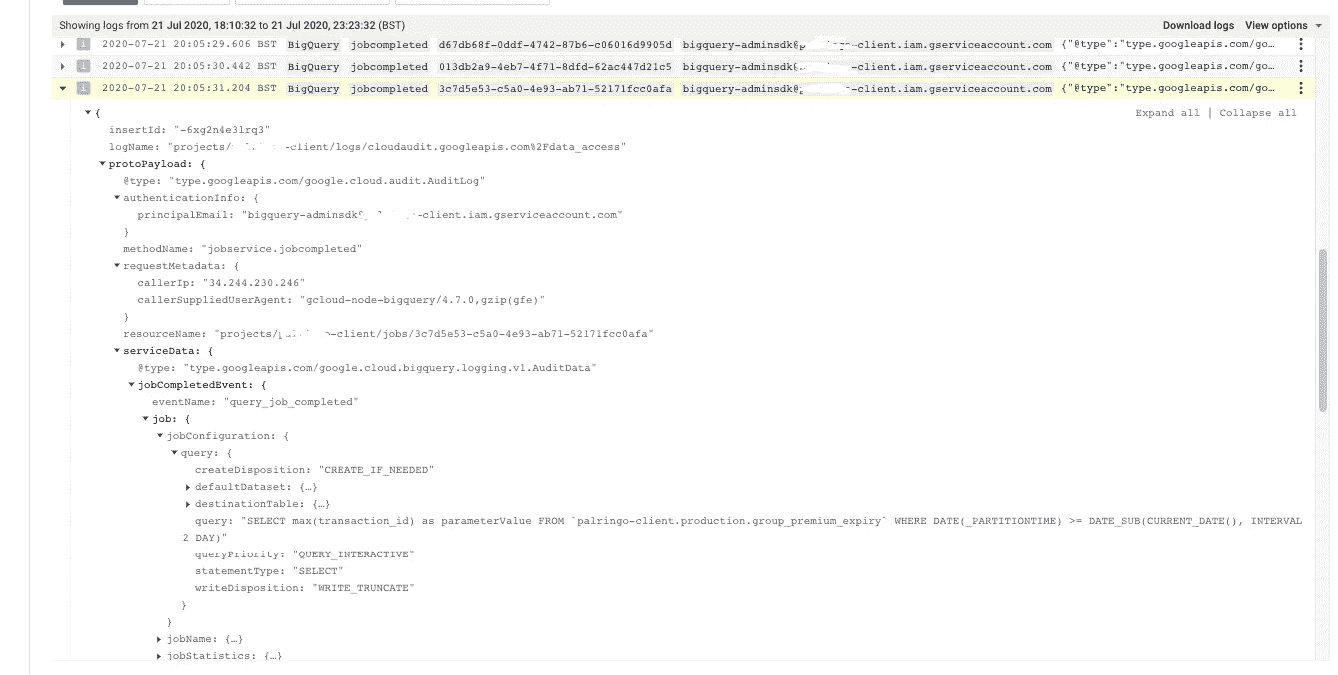 Showing logs from 21 Jul 2020, 18:10:32 to 21 Jul 2020, 23:23:32 (BST) Download logs View options
2020-07-21 20:05:29.606 BST BigQuery jobcompleted d67db68f-0ddf-4742-87b6-c06016d9905d bigquery-adminsdk@ -client.iam.gserviceaccount.com {"@type":"type.googleapis.com/go…
2020-07-21 20:05:30.442 BST BigQuery jobcompleted 013db2a9-4eb7-4f71-8dfd-62ac447d21c5 bigquery-adminsdk@ -client.iam.gserviceaccount.com {"@type":"type.googleapis.com/go…
2020-07-21 20:05:31.204 BST BigQuery jobcompleted 3c7d5e53-c5a0-4e93-ab71-52171fcc0afa bigquery-adminsdk@ -client.iam.gserviceaccount.com {"@type":"type.googleapis.com/go…
{ Expand all | Collapse all
insertId: "-6xg2n4e3lrq3"
logName: "projects/ -client/logs/cloudaudit.googleapis.com%2Fdata_access"
protoPayload: {
@type: "type.googleapis.com/google.cloud.audit.AuditLog"
authenticationInfo: {
principalEmail: "bigquery-adminsdk@ -client.iam.gserviceaccount.com"
}
methodName: "jobservice.jobcompleted"
requestMetadata: {
callerIp: "34.244.230.246"
callerSuppliedUserAgent: "gcloud-node-bigquery/4.7.0,gzip(gfe)"
}
resourceName: "projects/ -client/jobs/3c7d5e53-c5a0-4e93-ab71-52171fcc0afa"
serviceData: {
@type: "type.googleapis.com/google.cloud.bigquery.logging.v1.AuditData"
jobCompletedEvent: {
eventName: "query_job_completed"
job: {
jobConfiguration: {
query: {
createDisposition: "CREATE_IF_NEEDED"
defaultDataset: {…}
destinationTable: {…}
query: "SELECT max(transaction_id) as parameterValue FROM `palringo-client.production.group_premium_expiry` WHERE DATE(_PARTITIONTIME) >= DATE_SUB(CURRENT_DATE(), INTERVAL
2 DAY)"
queryPriority: "QUERY_INTERACTIVE"
statementType: "SELECT"
writeDisposition: "WRITE_TRUNCATE"
}
}
jobName: {…}
jobStatistics: {…}